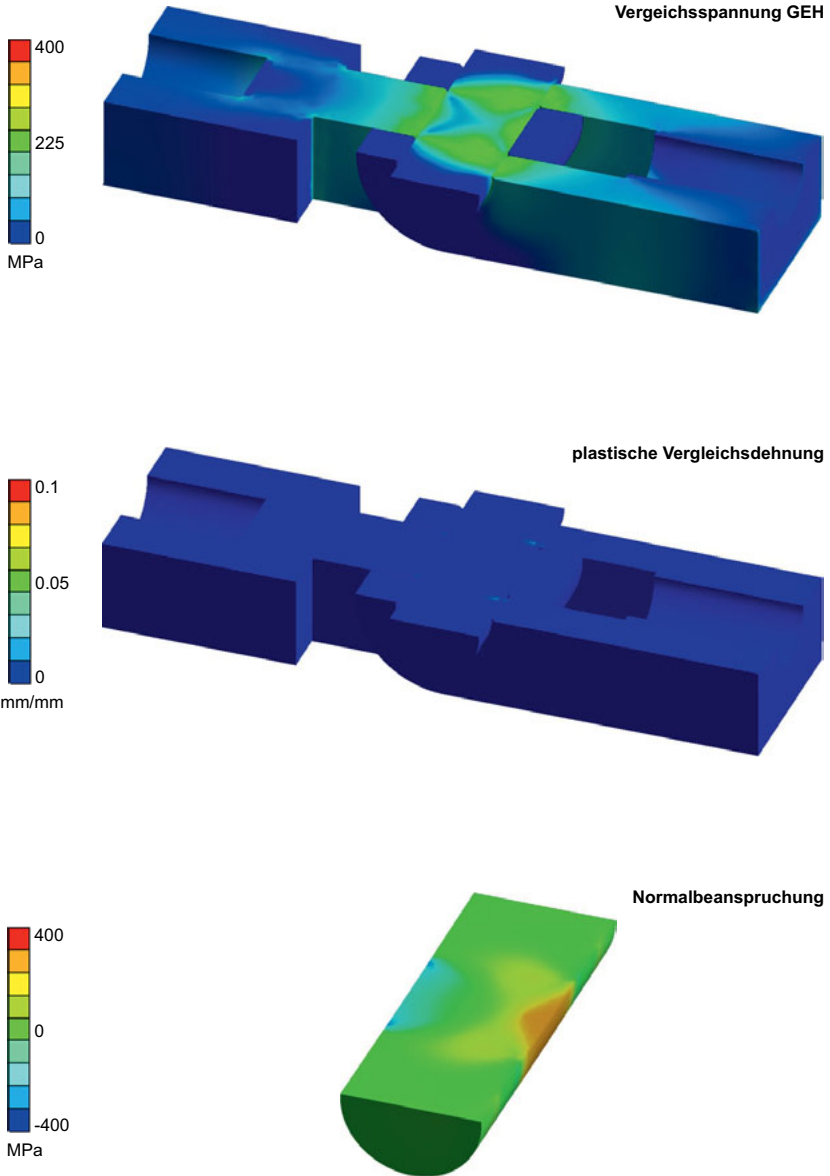 Vergeichsspannung GEH
400
225
0
MPa
plastische Vergleichsdehnung
0.1
0.05
0
mm/mm
Normalbeanspruchung
400
0
-400
MPa